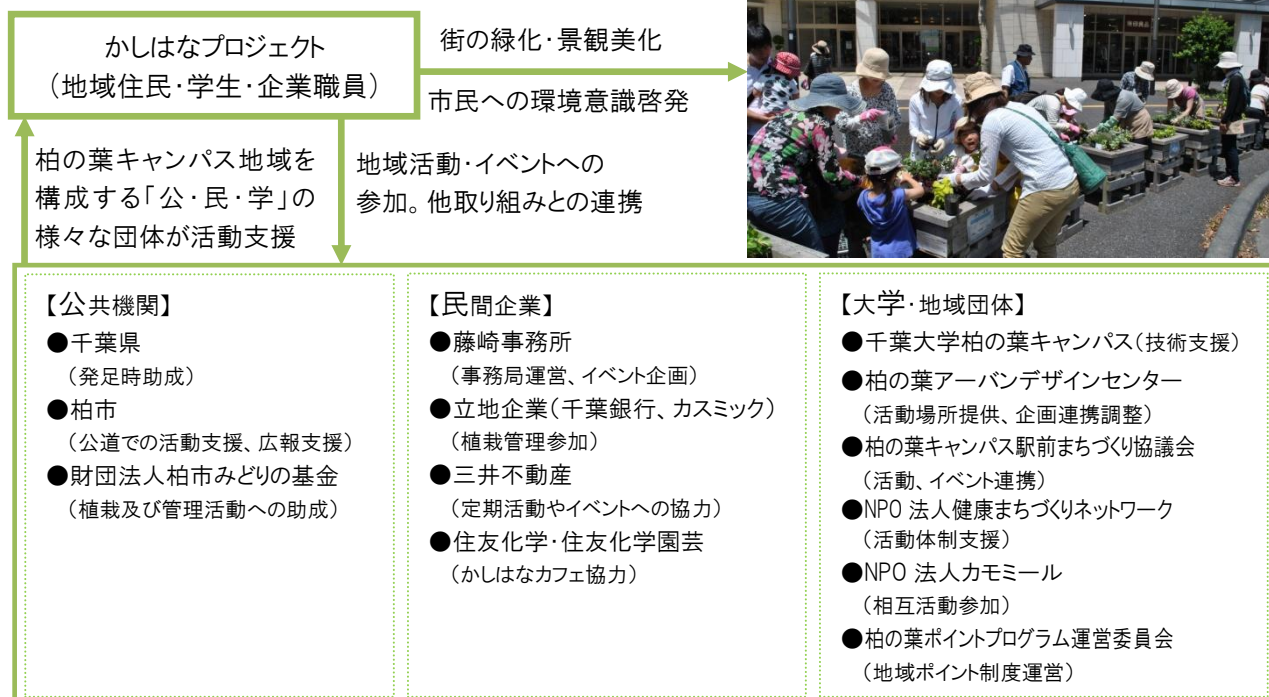 かしはなプロジェクト
（地域住民・学生・企業職員）
街の緑化・景観美化
市民への環境意識啓発
柏の葉キャンパス地域を
構成する「公・民・学」の
様々な団体が活動支援
地域活動・イベントへの
参加。他取り組みとの連携
【公共機関】
●千葉県
（発足時助成）
●柏市
（公道での活動支援、広報支援）
●財団法人柏市みどりの基金
（植栽及び管理活動への助成）
【民間企業】
●藤崎事務所
（事務局運営、イベント企画）
●立地企業（千葉銀行、カスミック）
（植栽管理参加）
●三井不動産
（定期活動やイベントへの協力）
●住友化学・住友化学園芸
（かしはなカフェ協力）
【大学・地域団体】
●千葉大学柏の葉キャンパス（技術支援）
●柏の葉アーバンデザインセンター
（活動場所提供、企画連携調整）
●柏の葉キャンパス駅前まちづくり協議会
（活動、イベント連携）
●NPO 法人健康まちづくりネットワーク
（活動体制支援）
●NPO 法人カモミール
（相互活動参加）
●柏の葉ポイントプログラム運営委員会
（地域ポイント制度運営）